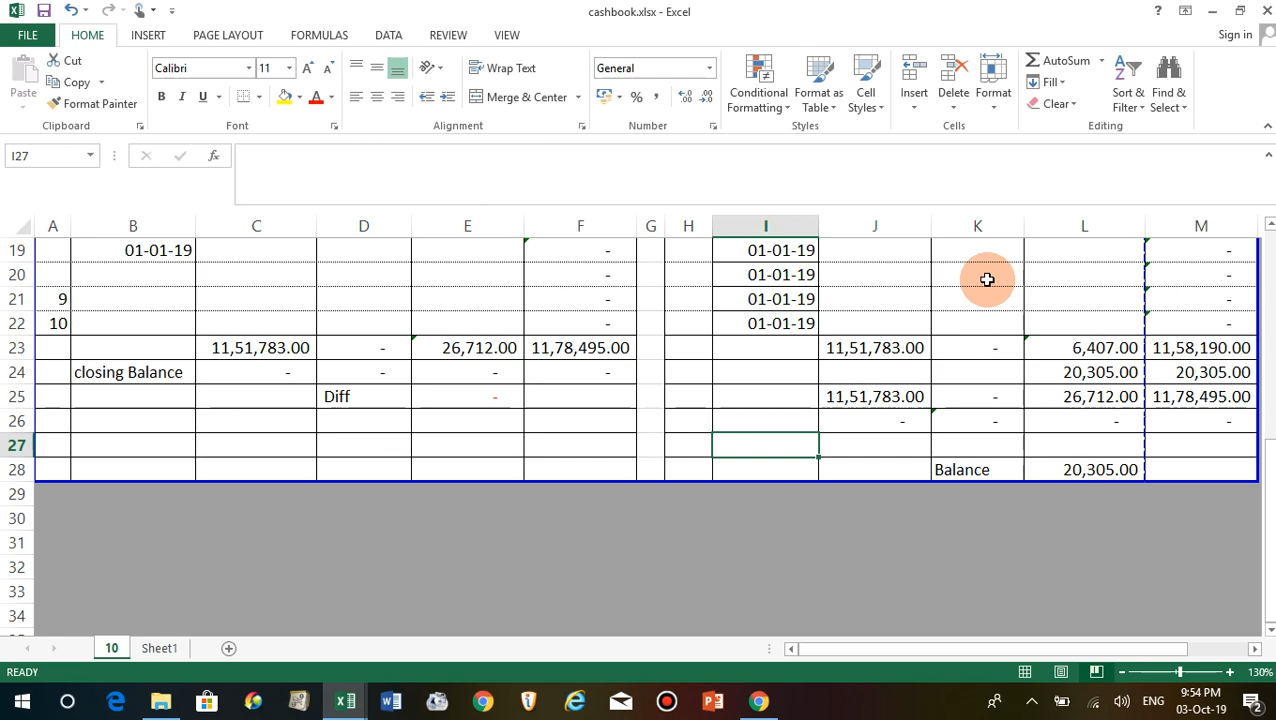 cashbook.xlsx - Excel
? Sign in
FILE HOME INSERT PAGE LAYOUT FORMULAS DATA REVIEW VIEW
Paste Cut Copy Format Painter
Calibri 11 B I U A
Wrap Text
Merge & Center
General
% ,
Conditional Formatting
Format as Table
Cell Styles
Insert Delete Format
AutoSum
Fill
Clear
Sort & Filter
Find & Select
Clipboard Font Alignment Number Styles Cells Editing
I27 fx
A B C D E F G H I J K L M
19 01-01-19 - 01-01-19 -
20 - 01-01-19 -
21 9 - 01-01-19 -
22 10 - 01-01-19 -
23 11,51,783.00 - 26,712.00 11,78,495.00 11,51,783.00 - 6,407.00 11,58,190.00
24 closing Balance - - - - 20,305.00 20,305.00
25 Diff - 11,51,783.00 - 26,712.00 11,78,495.00
26 - - - -
27
28 Balance 20,305.00
29
30
31
32
33
34
10 Sheet1
READY 130%
ENG 9:54 PM
03-Oct-19 2